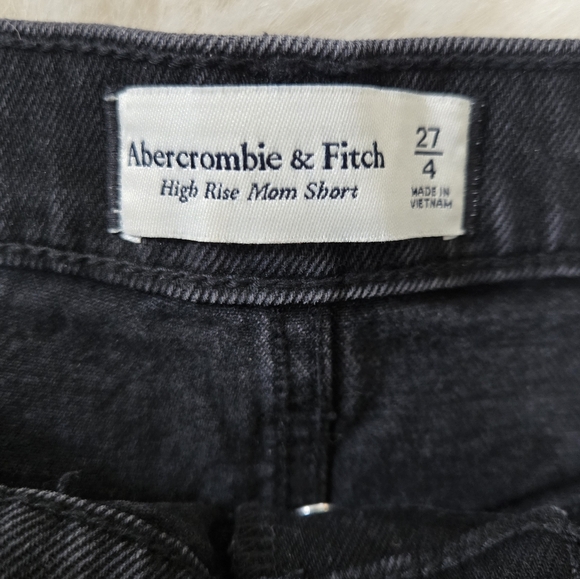 Abercrombie & Fitch
High Rise Mom Short
27
4
MADE IN
VIETNAM